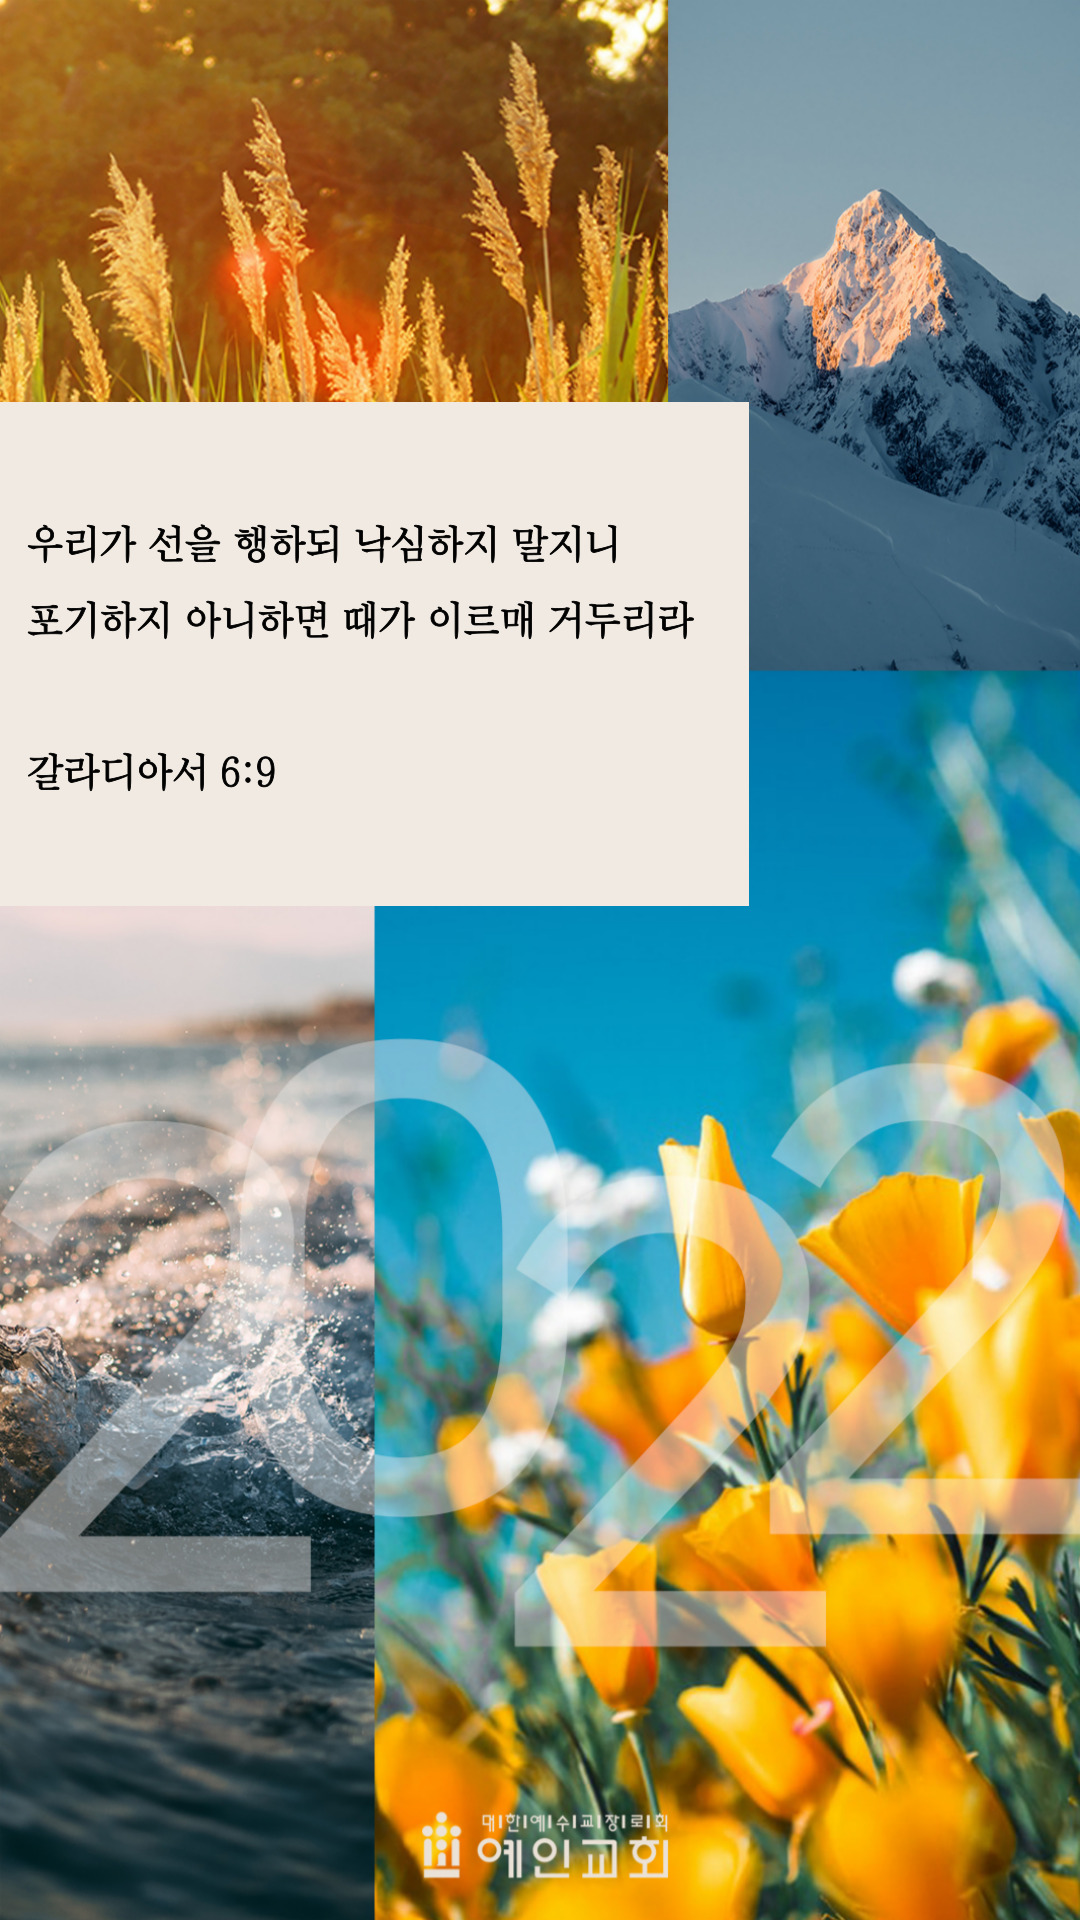 우리가 선을 행하되 낙심하지 말지니
포기하지 아니하면 때가 이르매 거두리라
갈라디아서 6:9
2022
대한예수교장로회
예인교회